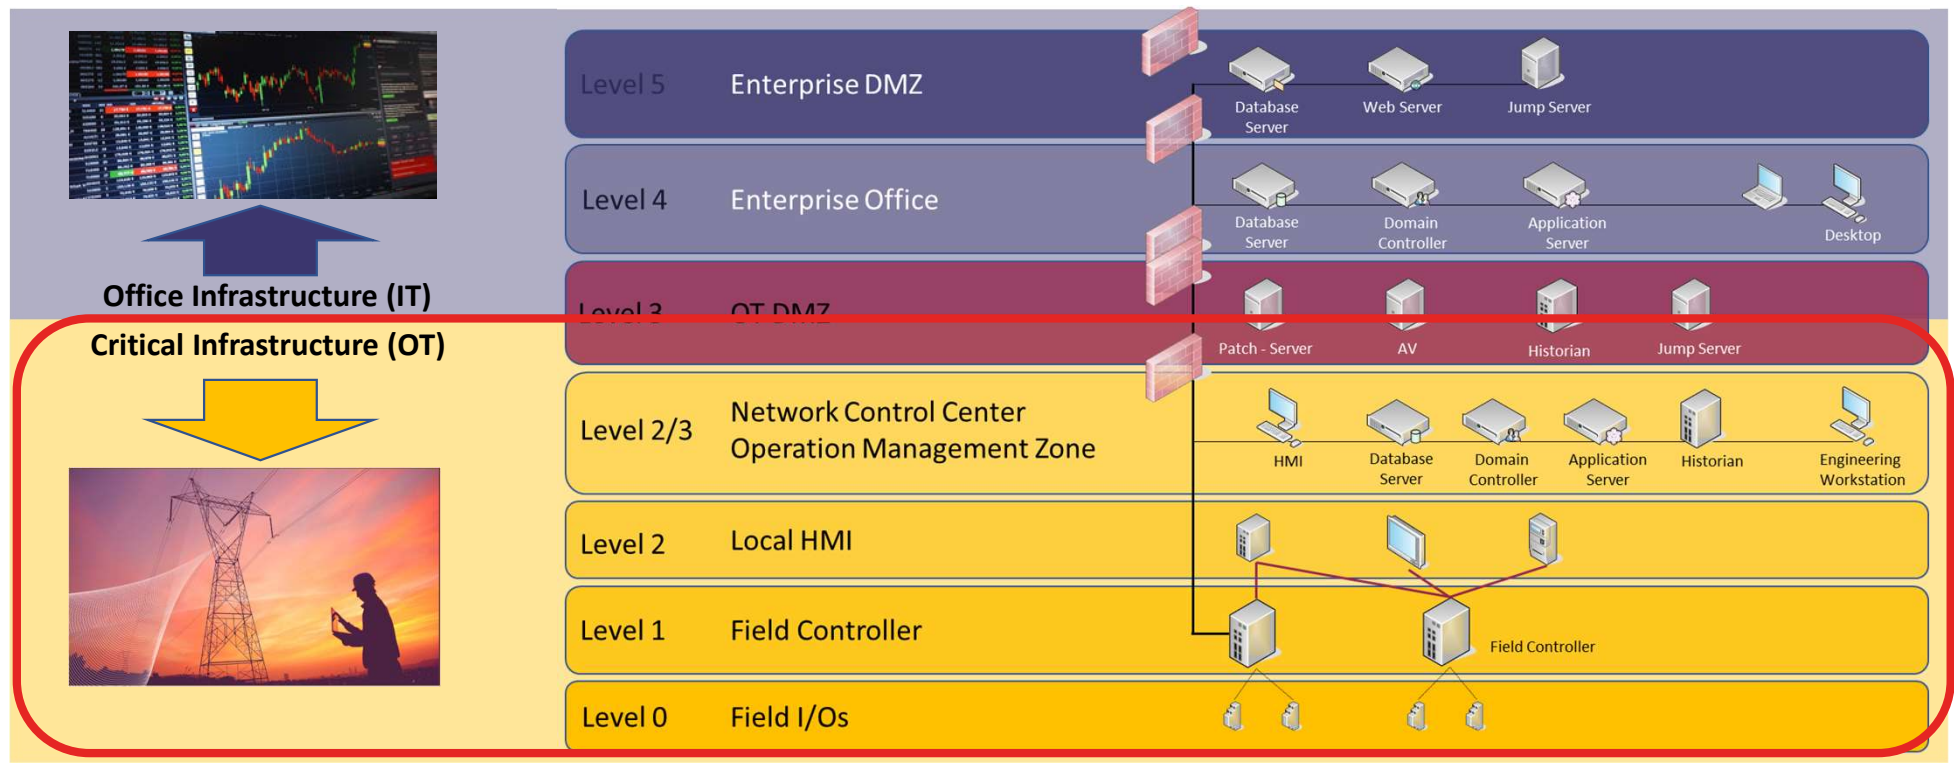 Office Infrastructure (IT)
Critical Infrastructure (OT)
Level 5 Enterprise DMZ
Database Server
Web Server
Jump Server
Level 4 Enterprise Office
Database Server
Domain Controller
Application Server
Desktop
Level 3 OT DMZ
Patch - Server
AV
Historian
Jump Server
Level 2/3 Network Control Center
Operation Management Zone
HMI
Database Server
Domain Controller
Application Server
Historian
Engineering Workstation
Level 2 Local HMI
Level 1 Field Controller
Field Controller
Level 0 Field I/Os